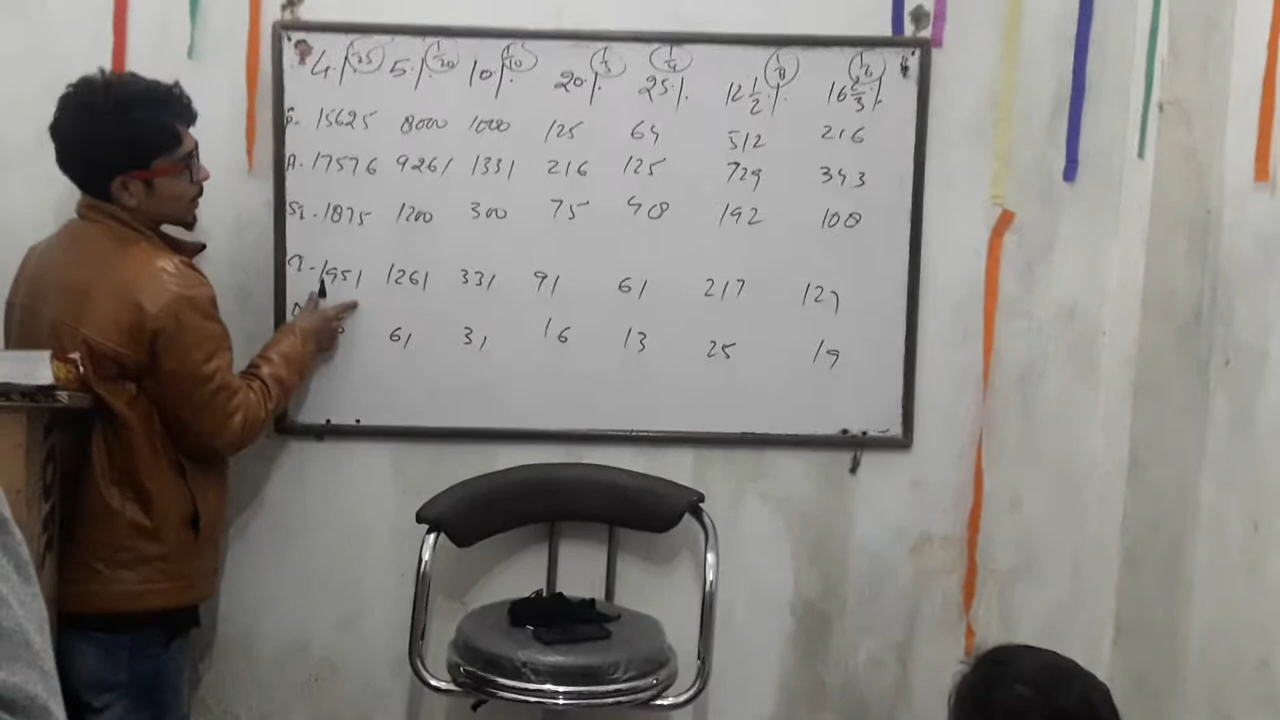 4% 1/25 5% 1/20 10% 1/10 20% 1/5 25% 1/4 12 1/2 % 1/8 16 2/3 % 1/6
P. 15625 8000 1000 125 64 512 216
A. 17576 9261 1331 216 125 729 343
SI. 1875 1200 300 75 48 192 108
1951 1261 331 91 61 217 127
61 31 16 13 25 19